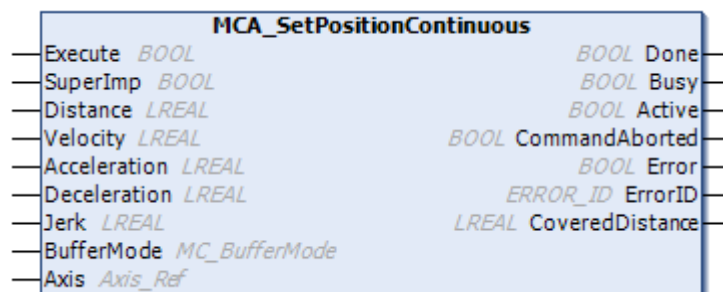 MCA_SetPositionContinuous
Execute BOOL BOOL Done
SuperImp BOOL BOOL Busy
Distance LREAL BOOL Active
Velocity LREAL BOOL CommandAborted
Acceleration LREAL BOOL Error
Deceleration LREAL ERROR_ID ErrorID
Jerk LREAL LREAL CoveredDistance
BufferMode MC_BufferMode
Axis Axis_Ref